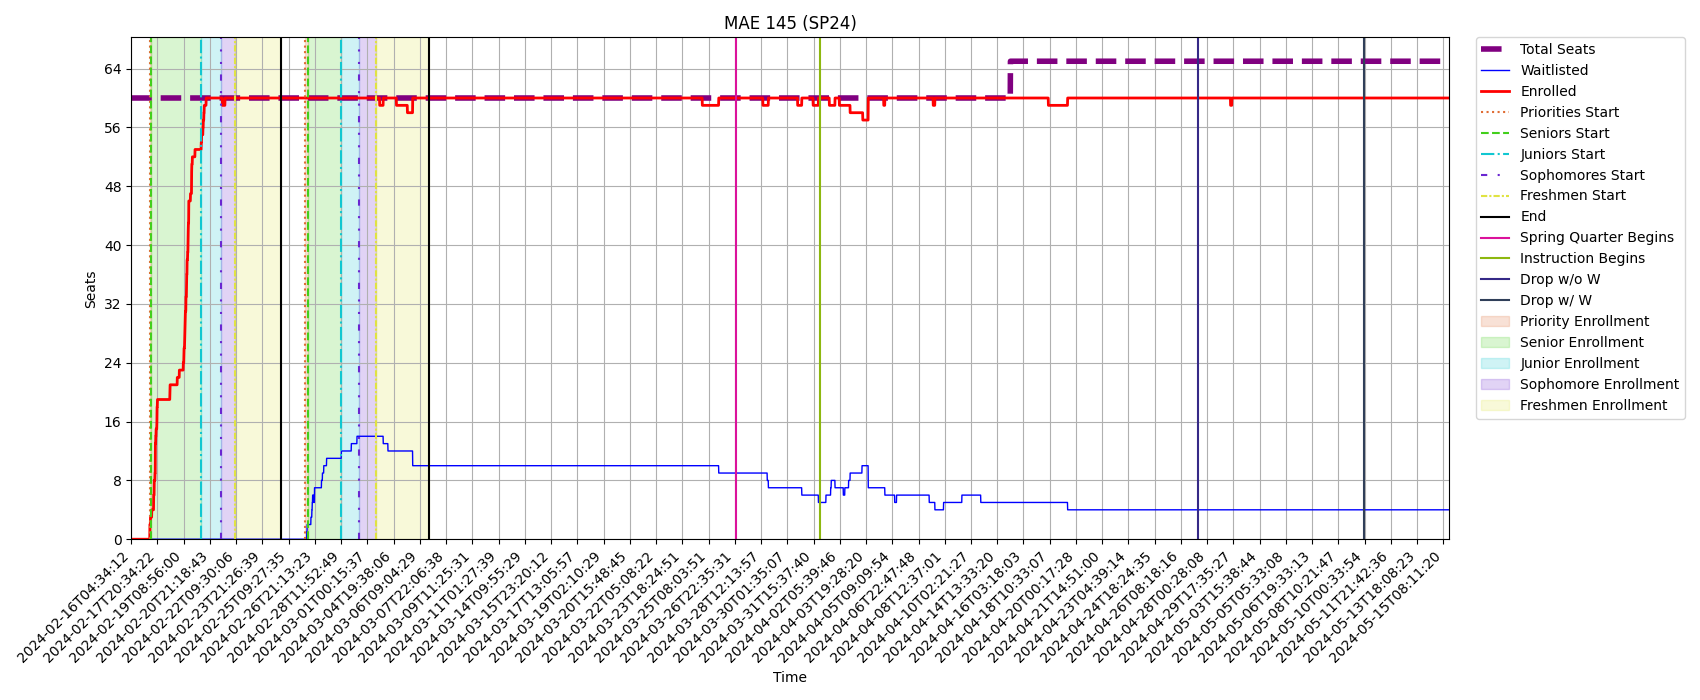 MAE 145 (SP24)
Seats
64
56
48
40
32
24
16
8
0
2024-02-16T04:34:12
2024-02-17T20:34:22
2024-02-19T08:56:00
2024-02-20T21:18:43
2024-02-22T09:30:06
2024-02-23T21:26:39
2024-02-25T09:27:35
2024-02-26T21:13:23
2024-02-28T11:52:49
2024-03-01T00:15:37
2024-03-04T19:38:06
2024-03-06T09:04:29
2024-03-07T22:06:38
2024-03-09T11:25:31
2024-03-11T01:27:39
2024-03-14T09:55:29
2024-03-15T23:20:12
2024-03-17T13:05:57
2024-03-19T02:10:29
2024-03-20T15:48:45
2024-03-22T05:08:22
2024-03-23T18:24:51
2024-03-25T08:03:51
2024-03-26T22:35:31
2024-03-28T12:13:57
2024-03-30T01:35:07
2024-03-31T15:37:40
2024-04-02T05:39:46
2024-04-03T19:28:20
2024-04-05T09:09:54
2024-04-06T22:47:48
2024-04-08T12:37:01
2024-04-10T02:21:27
2024-04-14T13:33:20
2024-04-16T03:18:03
2024-04-18T10:33:07
2024-04-20T00:17:28
2024-04-21T14:51:00
2024-04-23T04:39:14
2024-04-24T18:24:35
2024-04-26T08:18:16
2024-04-28T00:28:08
2024-04-29T17:35:27
2024-05-03T15:38:44
2024-05-05T05:33:08
2024-05-06T19:33:13
2024-05-08T10:21:47
2024-05-10T00:33:54
2024-05-11T21:42:36
2024-05-13T18:08:23
2024-05-15T08:11:20
Time
Total Seats
Waitlisted
Enrolled
Priorities Start
Seniors Start
Juniors Start
Sophomores Start
Freshmen Start
End
Spring Quarter Begins
Instruction Begins
Drop w/o W
Drop w/ W
Priority Enrollment
Senior Enrollment
Junior Enrollment
Sophomore Enrollment
Freshmen Enrollment